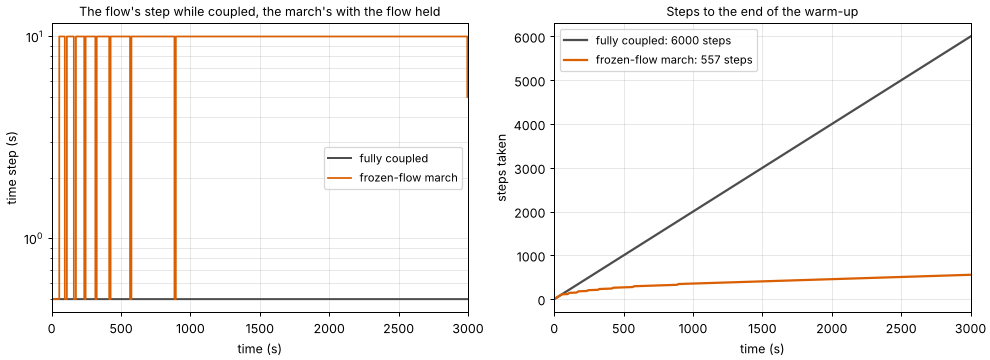 The flow's step while coupled, the march's with the flow held
time step (s)
10¹
10⁰
fully coupled
frozen-flow march
0
500
1000
1500
2000
2500
3000
time (s)
Steps to the end of the warm-up
steps taken
6000
5000
4000
3000
2000
1000
0
fully coupled: 6000 steps
frozen-flow march: 557 steps
0
500
1000
1500
2000
2500
3000
time (s)